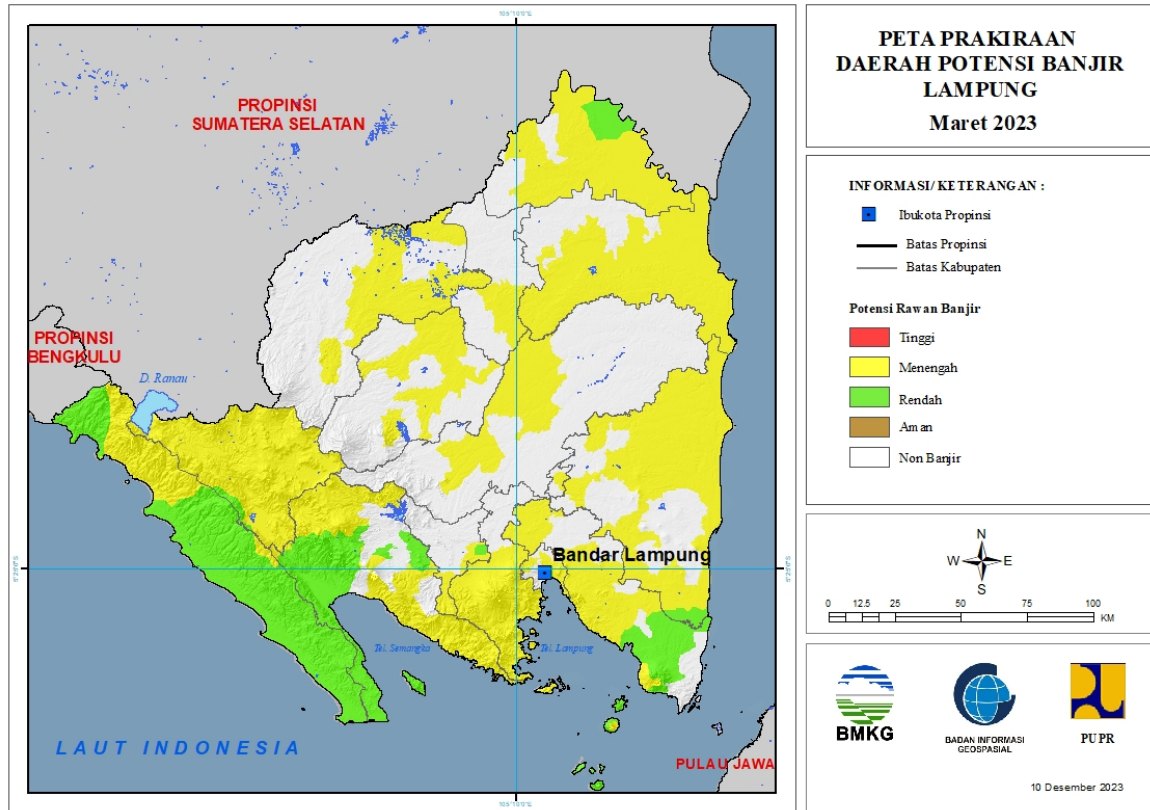 PROPINSI
SUMATERA SELATAN
PROPINSI
BENGKULU
D. Ranau
Bandar Lampung
Tel. Semangka
Tel. Lampung
LAUT INDONESIA
PULAU JAWA
PETA PRAKIRAAN
DAERAH POTENSI BANJIR
LAMPUNG
Maret 2023
INFORMASI/KETERANGAN :
Ibukota Propinsi
Batas Propinsi
Batas Kabupaten
Potensi Rawan Banjir
Tinggi
Menengah
Rendah
Aman
Non Banjir
N
W E
S
0 12.5 25 50 75 100
KM
BMKG
BADAN INFORMASI
GEOSPASIAL
PUPR
10 Desember 2023